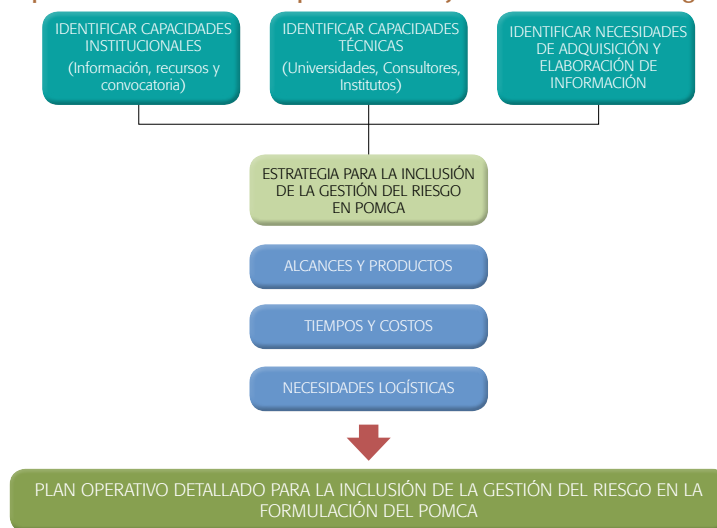 IDENTIFICAR CAPACIDADES
INSTITUCIONALES
(Información, recursos y
convocatoria)
IDENTIFICAR CAPACIDADES
TÉCNICAS
(Universidades, Consultores,
Institutos)
IDENTIFICAR NECESIDADES
DE ADQUISICIÓN Y
ELABORACIÓN DE
INFORMACIÓN
ESTRATEGIA PARA LA INCLUSIÓN
DE LA GESTIÓN DEL RIESGO
EN POMCA
ALCANCES Y PRODUCTOS
TIEMPOS Y COSTOS
NECESIDADES LOGÍSTICAS
PLAN OPERATIVO DETALLADO PARA LA INCLUSIÓN DE LA GESTIÓN DEL RIESGO EN LA
FORMULACIÓN DEL POMCA